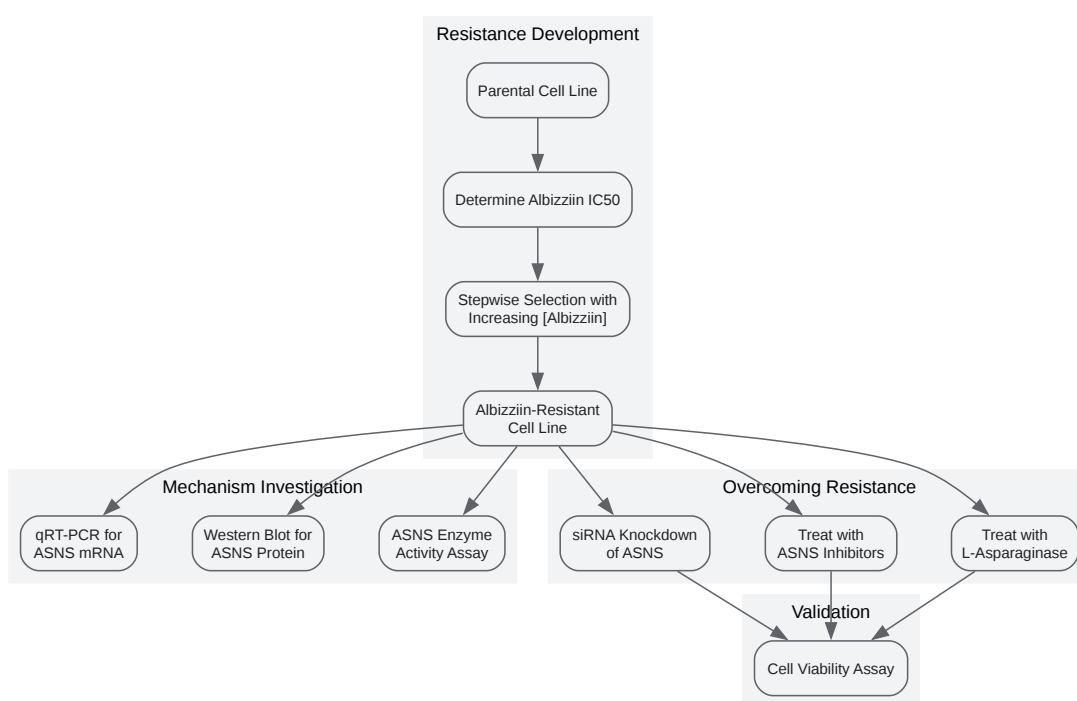 Resistance Development
Parental Cell Line
Determine Albizziin IC50
Stepwise Selection with
Increasing [Albizziin]
Albizziin-Resistant
Cell Line
Mechanism Investigation
qRT-PCR for
ASNS mRNA
Western Blot for
ASNS Protein
ASNS Enzyme
Activity Assay
Overcoming Resistance
siRNA Knockdown
of ASNS
Treat with
ASNS Inhibitors
Treat with
L-Asparaginase
Validation
Cell Viability Assay